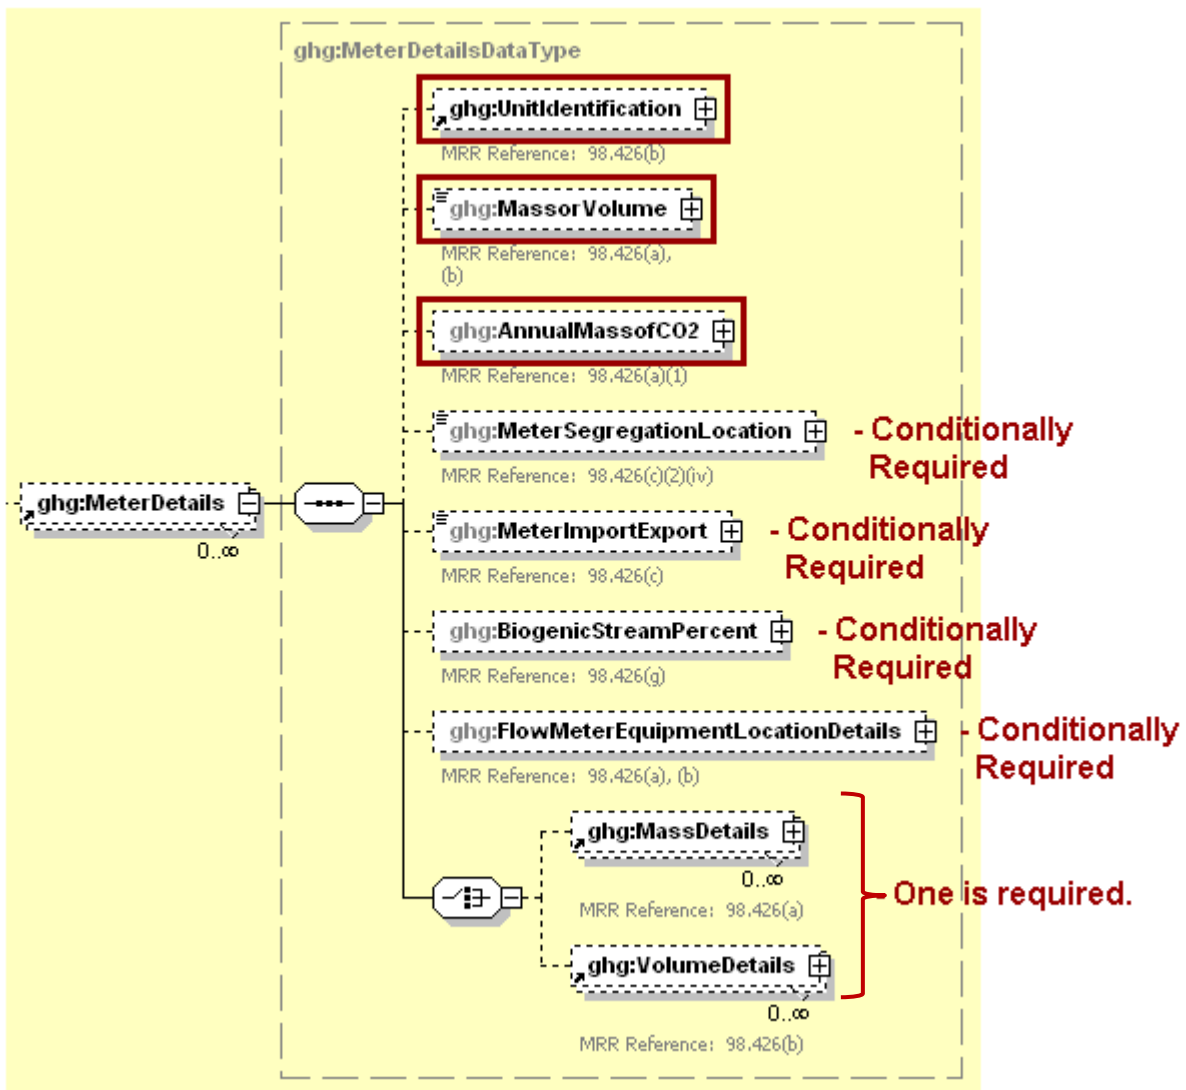 ghg:MeterDetailsDataType
ghg:UnitIdentification
MRR Reference: 98.426(b)
ghg:MassorVolume
MRR Reference: 98.426(a),
(b)
ghg:AnnualMassofCO2
MRR Reference: 98.426(a)(1)
ghg:MeterSegregationLocation
- Conditionally
Required
MRR Reference: 98.426(c)(2)(iv)
ghg:MeterDetails
0..∞
ghg:MeterImportExport
- Conditionally
Required
MRR Reference: 98.426(c)
ghg:BiogenicStreamPercent
- Conditionally
Required
MRR Reference: 98.426(g)
ghg:FlowMeterEquipmentLocationDetails
- Conditionally
Required
MRR Reference: 98.426(a), (b)
ghg:MassDetails
0..∞
MRR Reference: 98.426(a)
One is required.
ghg:VolumeDetails
0..∞
MRR Reference: 98.426(b)